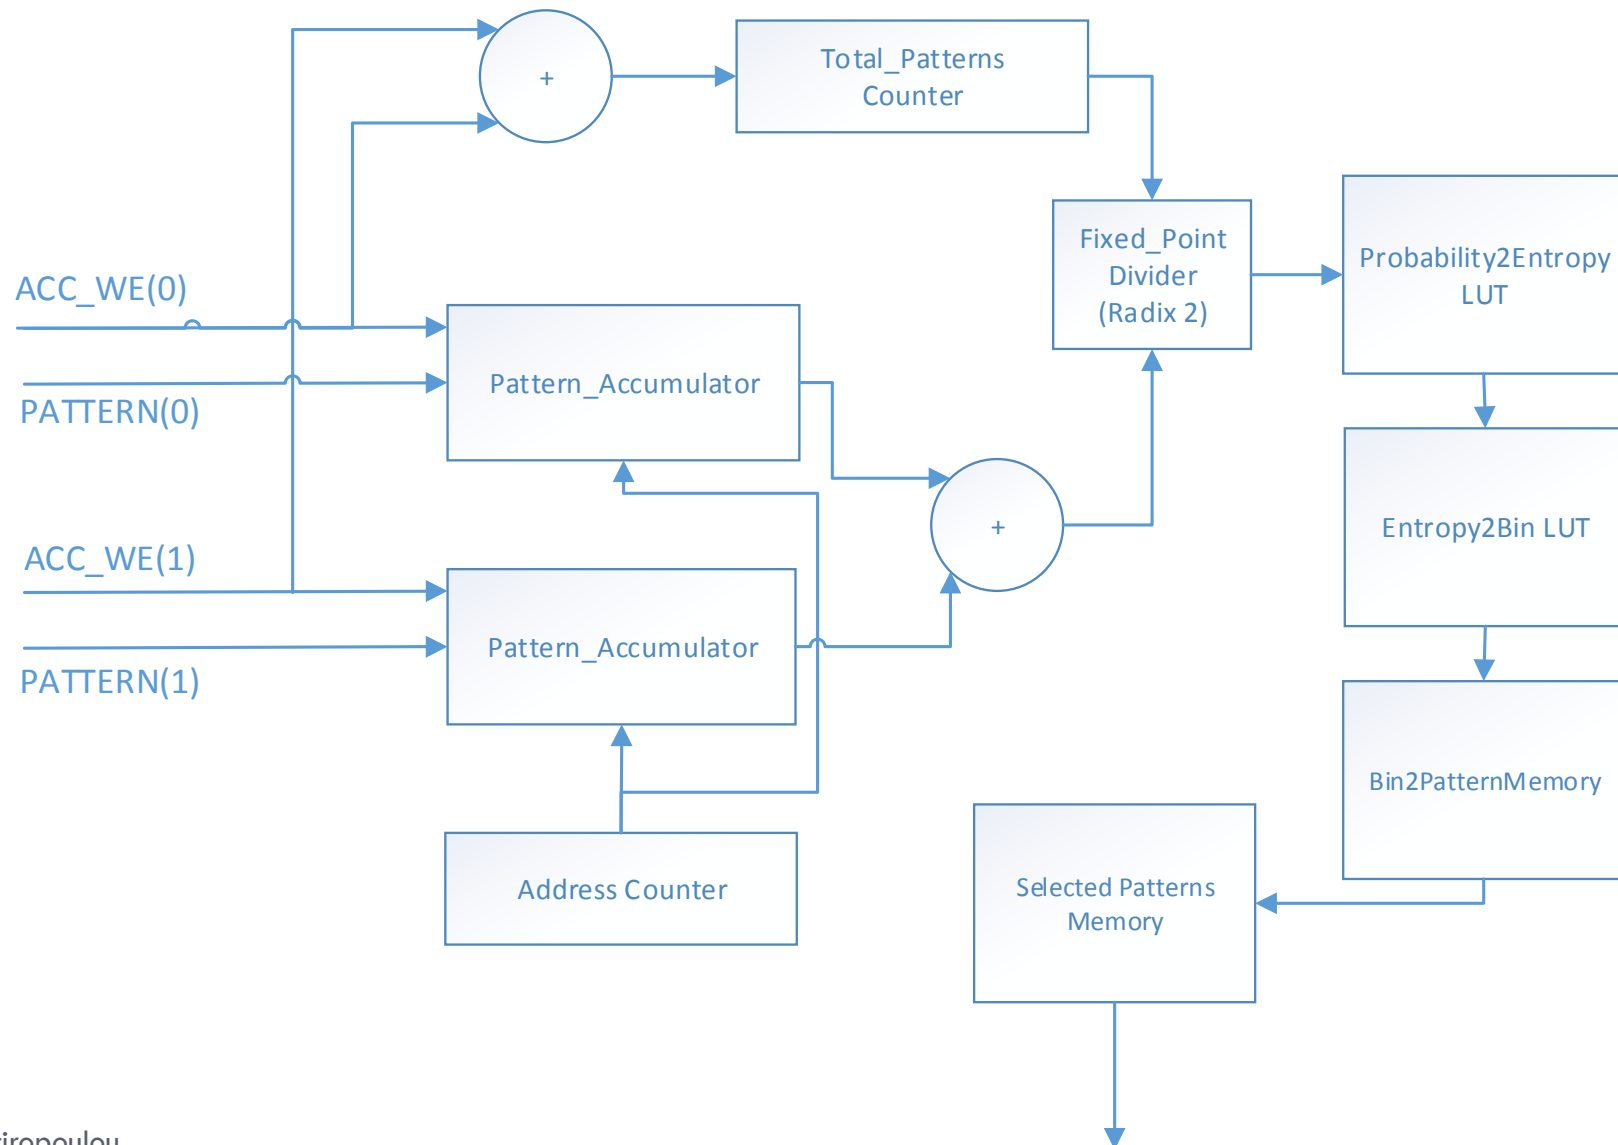 +
Total_Patterns
Counter
Fixed_Point
Divider
(Radix 2)
Probability2Entropy
LUT
ACC_WE(0)
Pattern_Accumulator
PATTERN(0)
+
Entropy2Bin LUT
ACC_WE(1)
Pattern_Accumulator
PATTERN(1)
Bin2PatternMemory
Address Counter
Selected Patterns
Memory